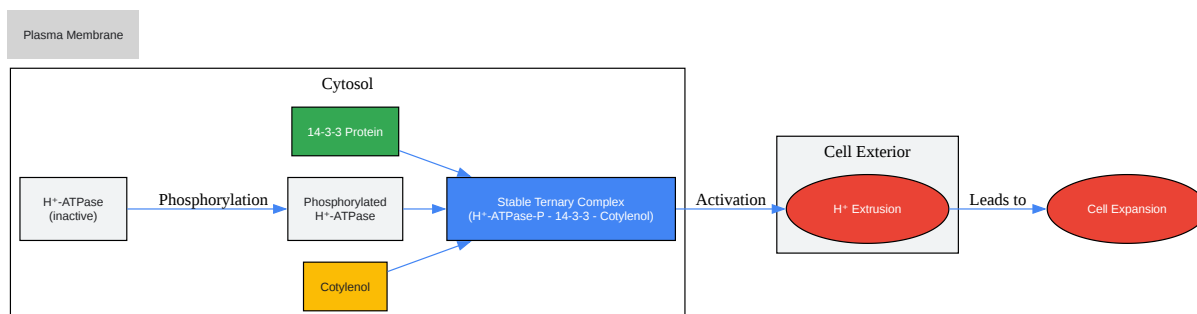 Plasma Membrane
Cytosol
14-3-3 Protein
H⁺-ATPase
(inactive)
Phosphorylation
Phosphorylated
H⁺-ATPase
Stable Ternary Complex
(H⁺-ATPase-P - 14-3-3 - Cotylenol)
Cotylenol
Activation
Cell Exterior
H⁺ Extrusion
Leads to
Cell Expansion